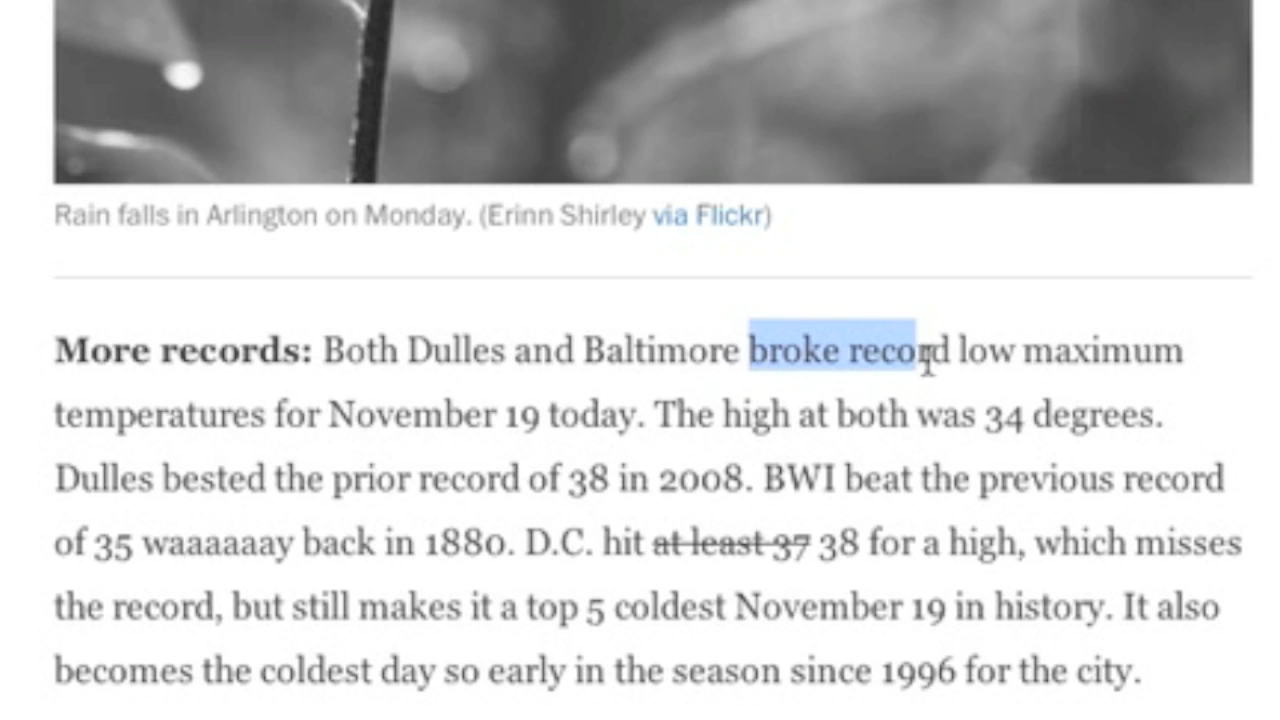 Rain falls in Arlington on Monday. (Erinn Shirley via Flickr)
More records: Both Dulles and Baltimore broke record low maximum
temperatures for November 19 today. The high at both was 34 degrees.
Dulles bested the prior record of 38 in 2008. BWI beat the previous record
of 35 waaaaaay back in 1880. D.C. hit at least 37 38 for a high, which misses
the record, but still makes it a top 5 coldest November 19 in history. It also
becomes the coldest day so early in the season since 1996 for the city.